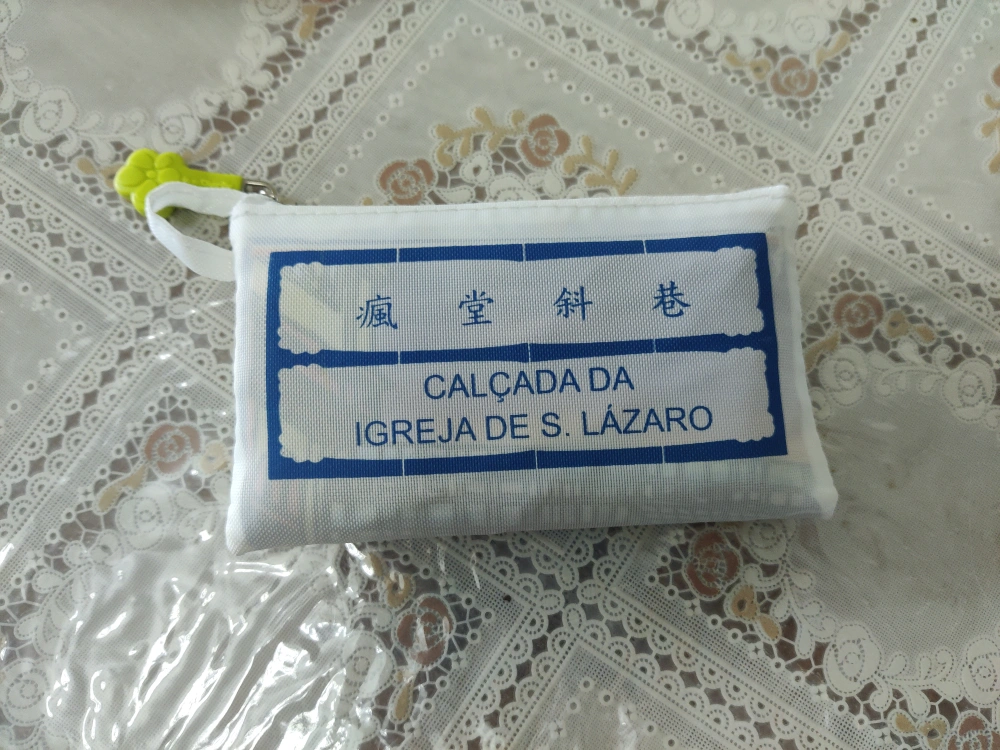 瘋堂斜巷
CALÇADA DA
IGREJA DE S. LÁZARO